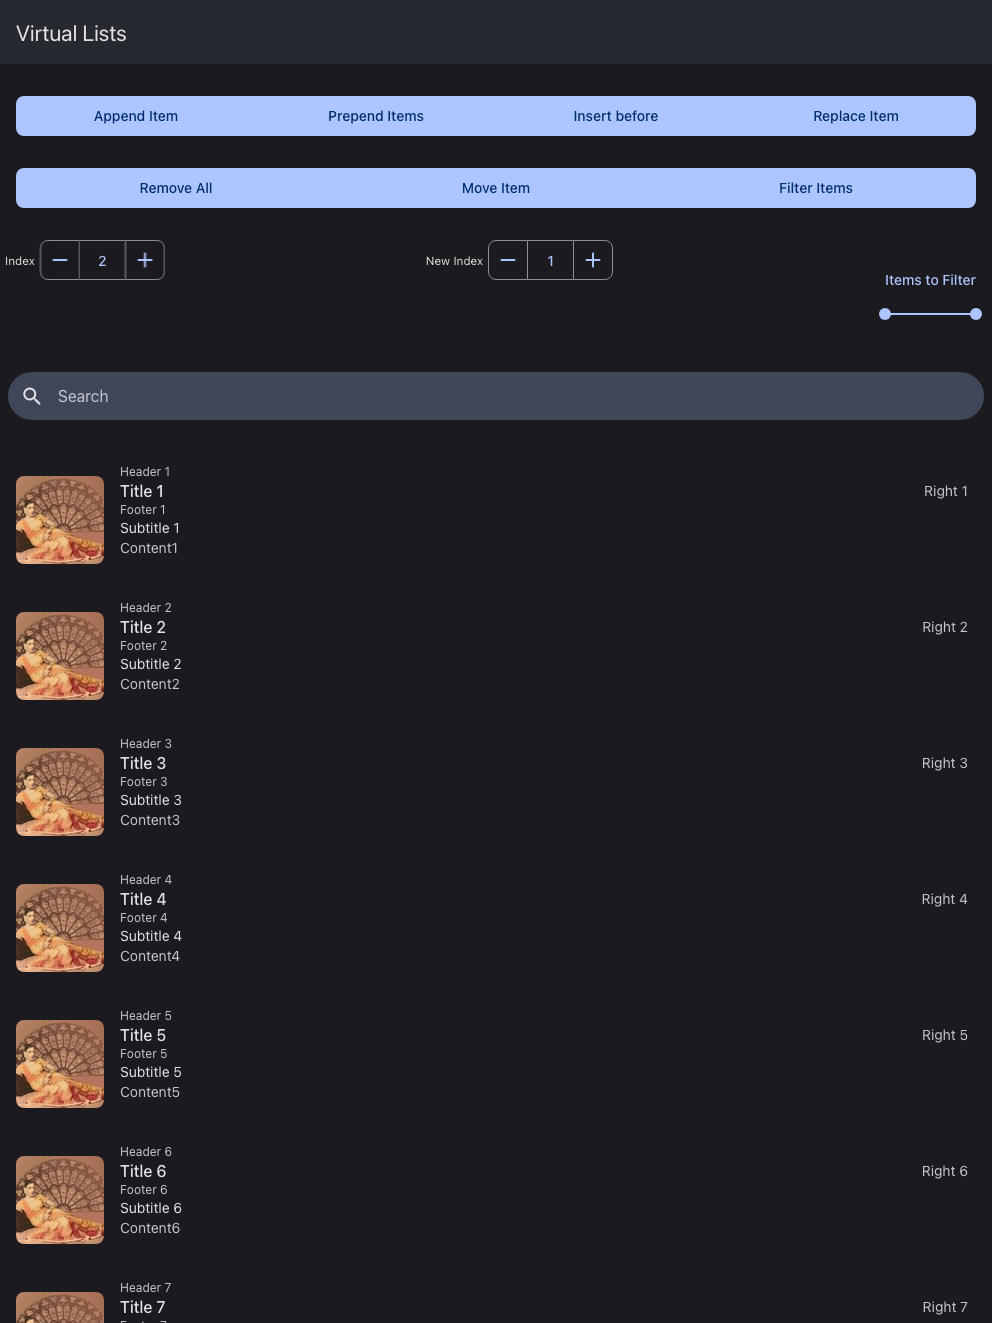 Virtual Lists
Append Item Prepend Items Insert before Replace Item
Remove All Move Item Filter Items
Index 2 New Index 1
Items to Filter
Search
Header 1
Title 1 Right 1
Footer 1
Subtitle 1
Content1
Header 2
Title 2 Right 2
Footer 2
Subtitle 2
Content2
Header 3
Title 3 Right 3
Footer 3
Subtitle 3
Content3
Header 4
Title 4 Right 4
Footer 4
Subtitle 4
Content4
Header 5
Title 5 Right 5
Footer 5
Subtitle 5
Content5
Header 6
Title 6 Right 6
Footer 6
Subtitle 6
Content6
Header 7
Title 7 Right 7